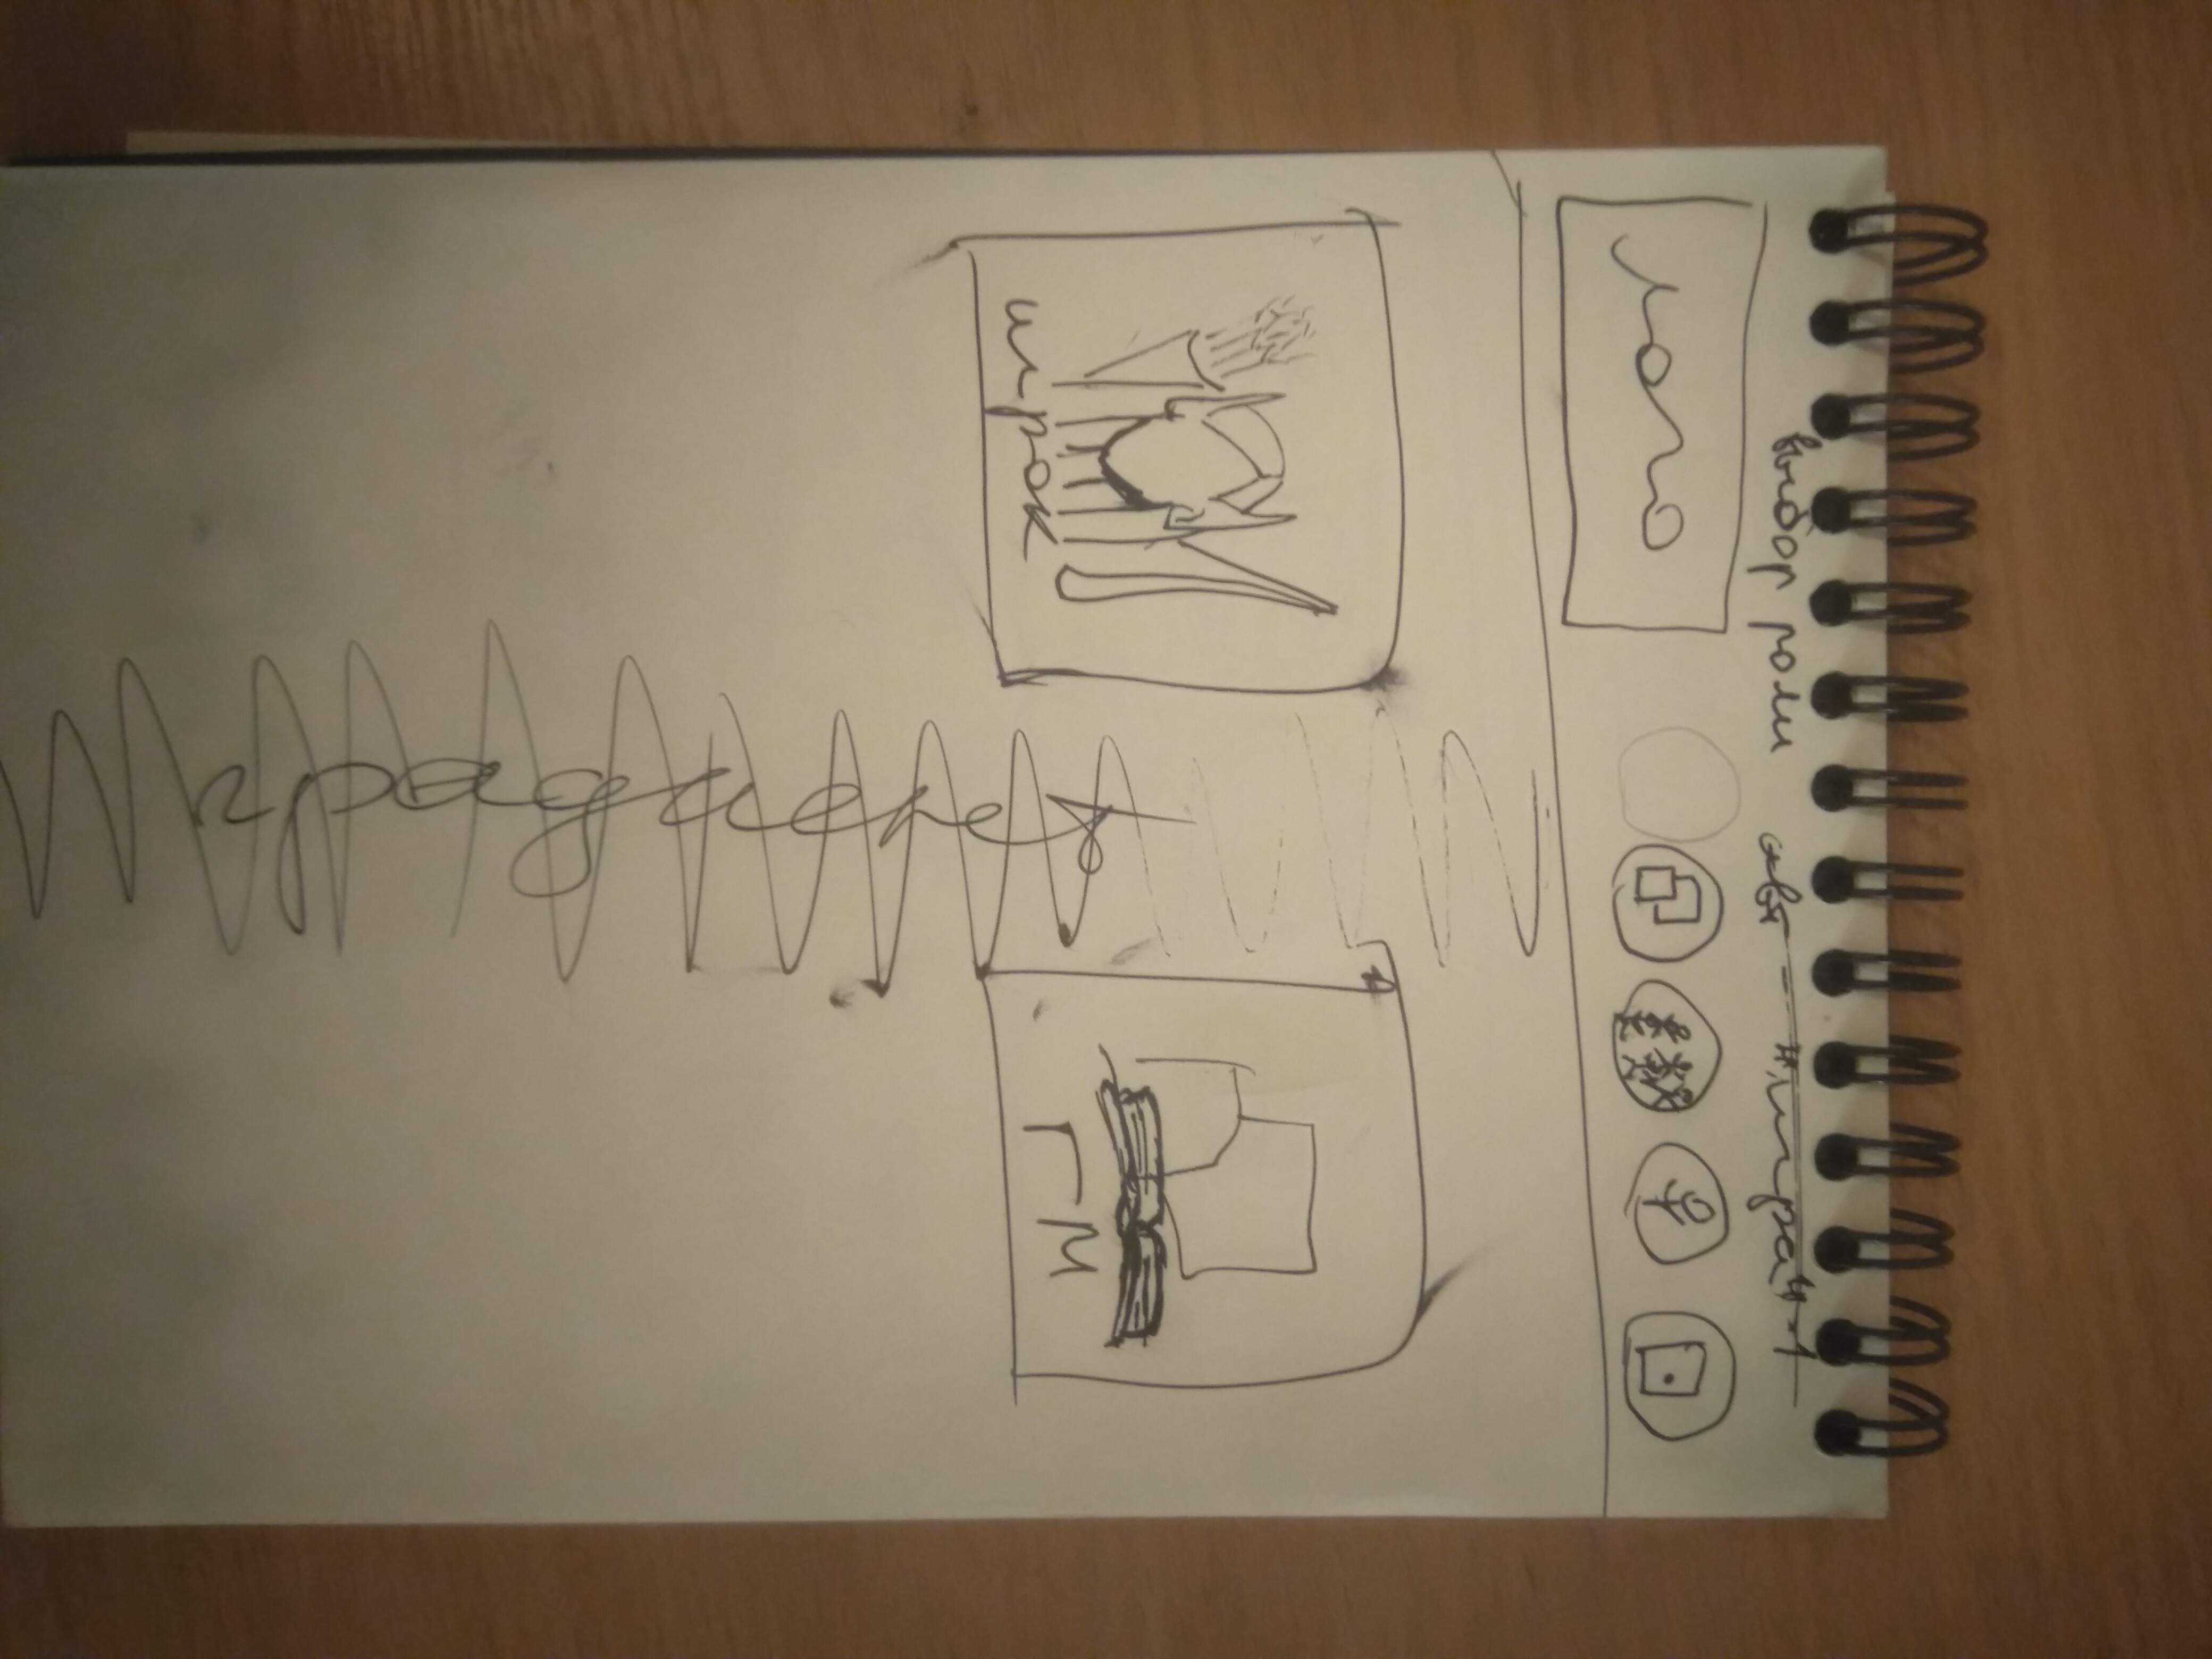 выбор роли
лого
игрок
ГМ
градиент